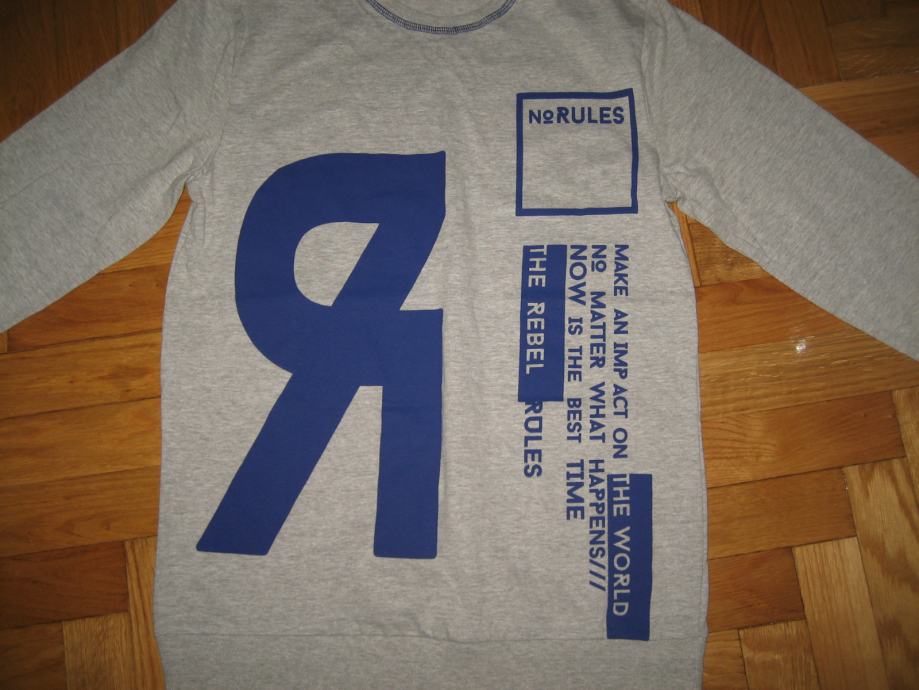 Я
NoRULES
MAKE AN IMPACT ON THE WORLD
No MATTER WHAT HAPPENS///
NOW IS THE BEST TIME
THE REBEL RULES